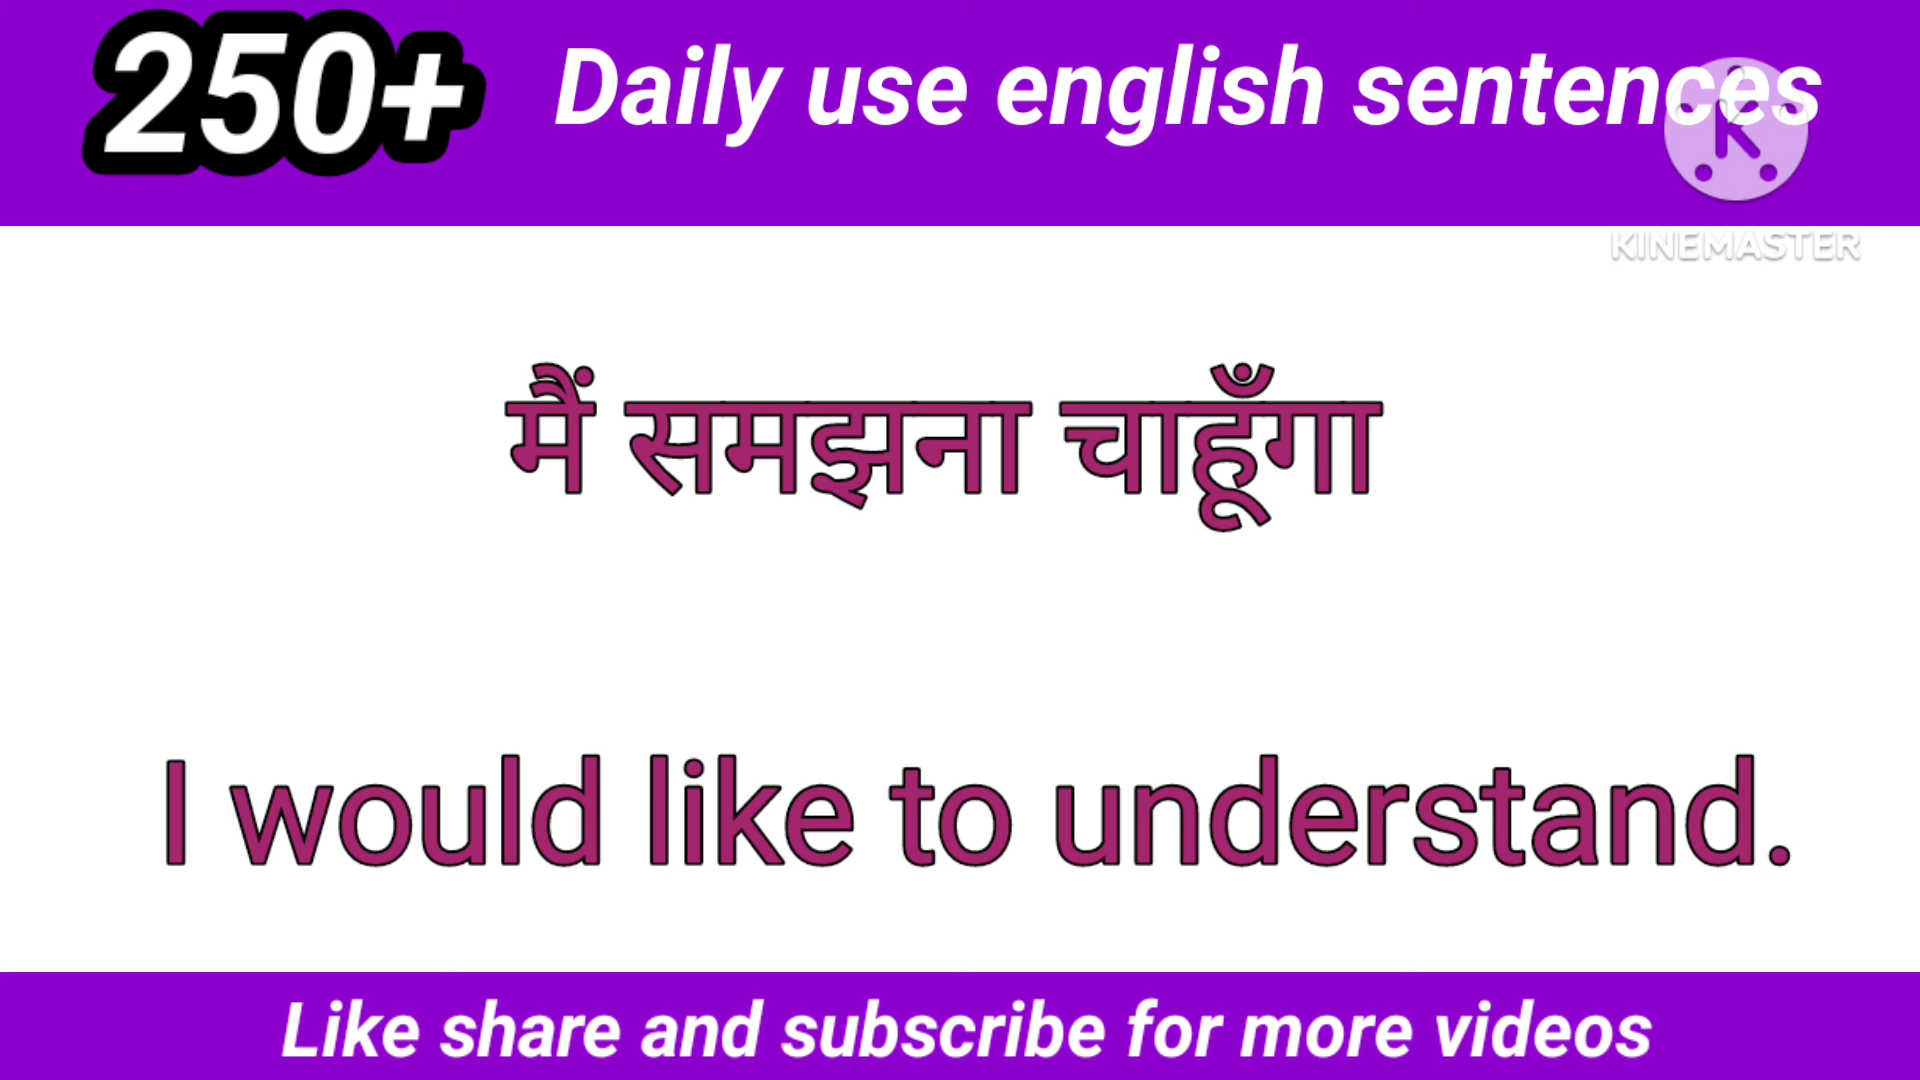 250+ Daily use english sentences
K
KINEMASTER
मैं समझना चाहूँगा
I would like to understand.
Like share and subscribe for more videos